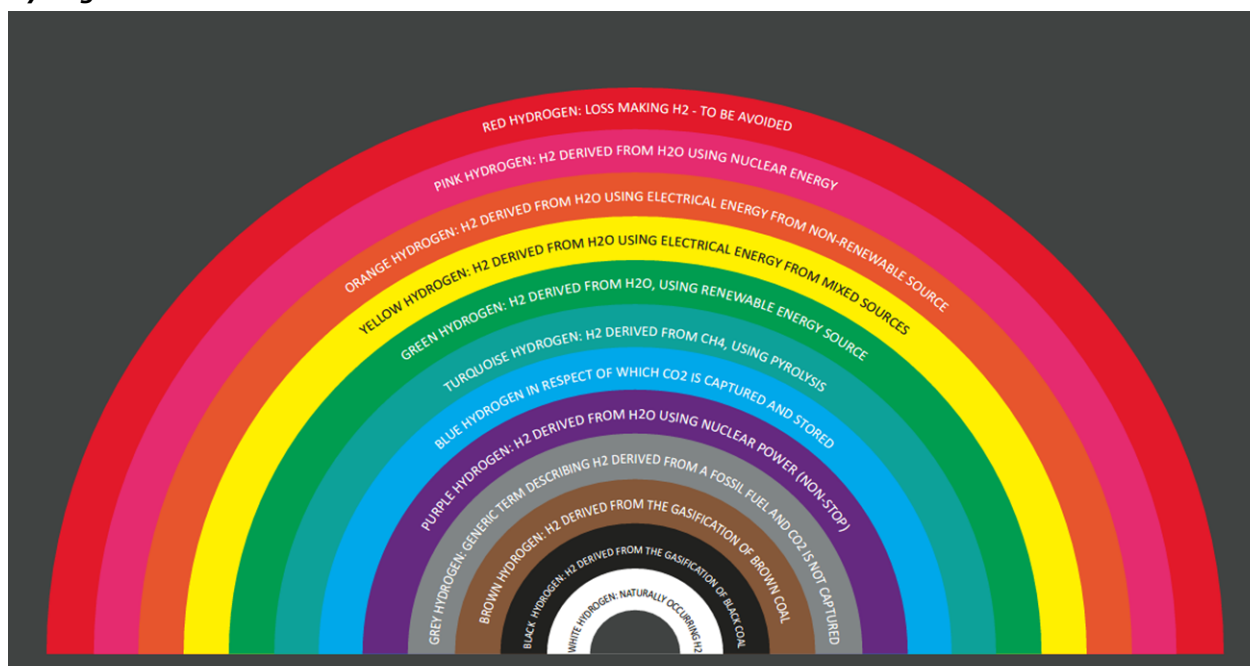 RED HYDROGEN: LOSS MAKING H2 - TO BE AVOIDED
PINK HYDROGEN: H2 DERIVED FROM H2O USING NUCLEAR ENERGY
ORANGE HYDROGEN: H2 DERIVED FROM H2O USING ELECTRICAL ENERGY FROM NON-RENEWABLE SOURCE
YELLOW HYDROGEN: H2 DERIVED FROM H2O USING ELECTRICAL ENERGY FROM MIXED SOURCES
GREEN HYDROGEN: H2 DERIVED FROM H2O, USING RENEWABLE ENERGY SOURCE
TURQUOISE HYDROGEN: H2 DERIVED FROM CH4, USING PYROLYSIS
BLUE HYDROGEN IN RESPECT OF WHICH CO2 IS CAPTURED AND STORED
PURPLE HYDROGEN: H2 DERIVED FROM H2O USING NUCLEAR POWER (NON-STOP)
GREY HYDROGEN: GENERIC TERM DESCRIBING H2 DERIVED FROM A FOSSIL FUEL AND CO2 IS NOT CAPTURED
BROWN HYDROGEN: H2 DERIVED FROM THE GASIFICATION OF BROWN COAL
BLACK HYDROGEN: H2 DERIVED FROM THE GASIFICATION OF BLACK COAL
WHITE HYDROGEN: NATURALLY OCCURRING H2